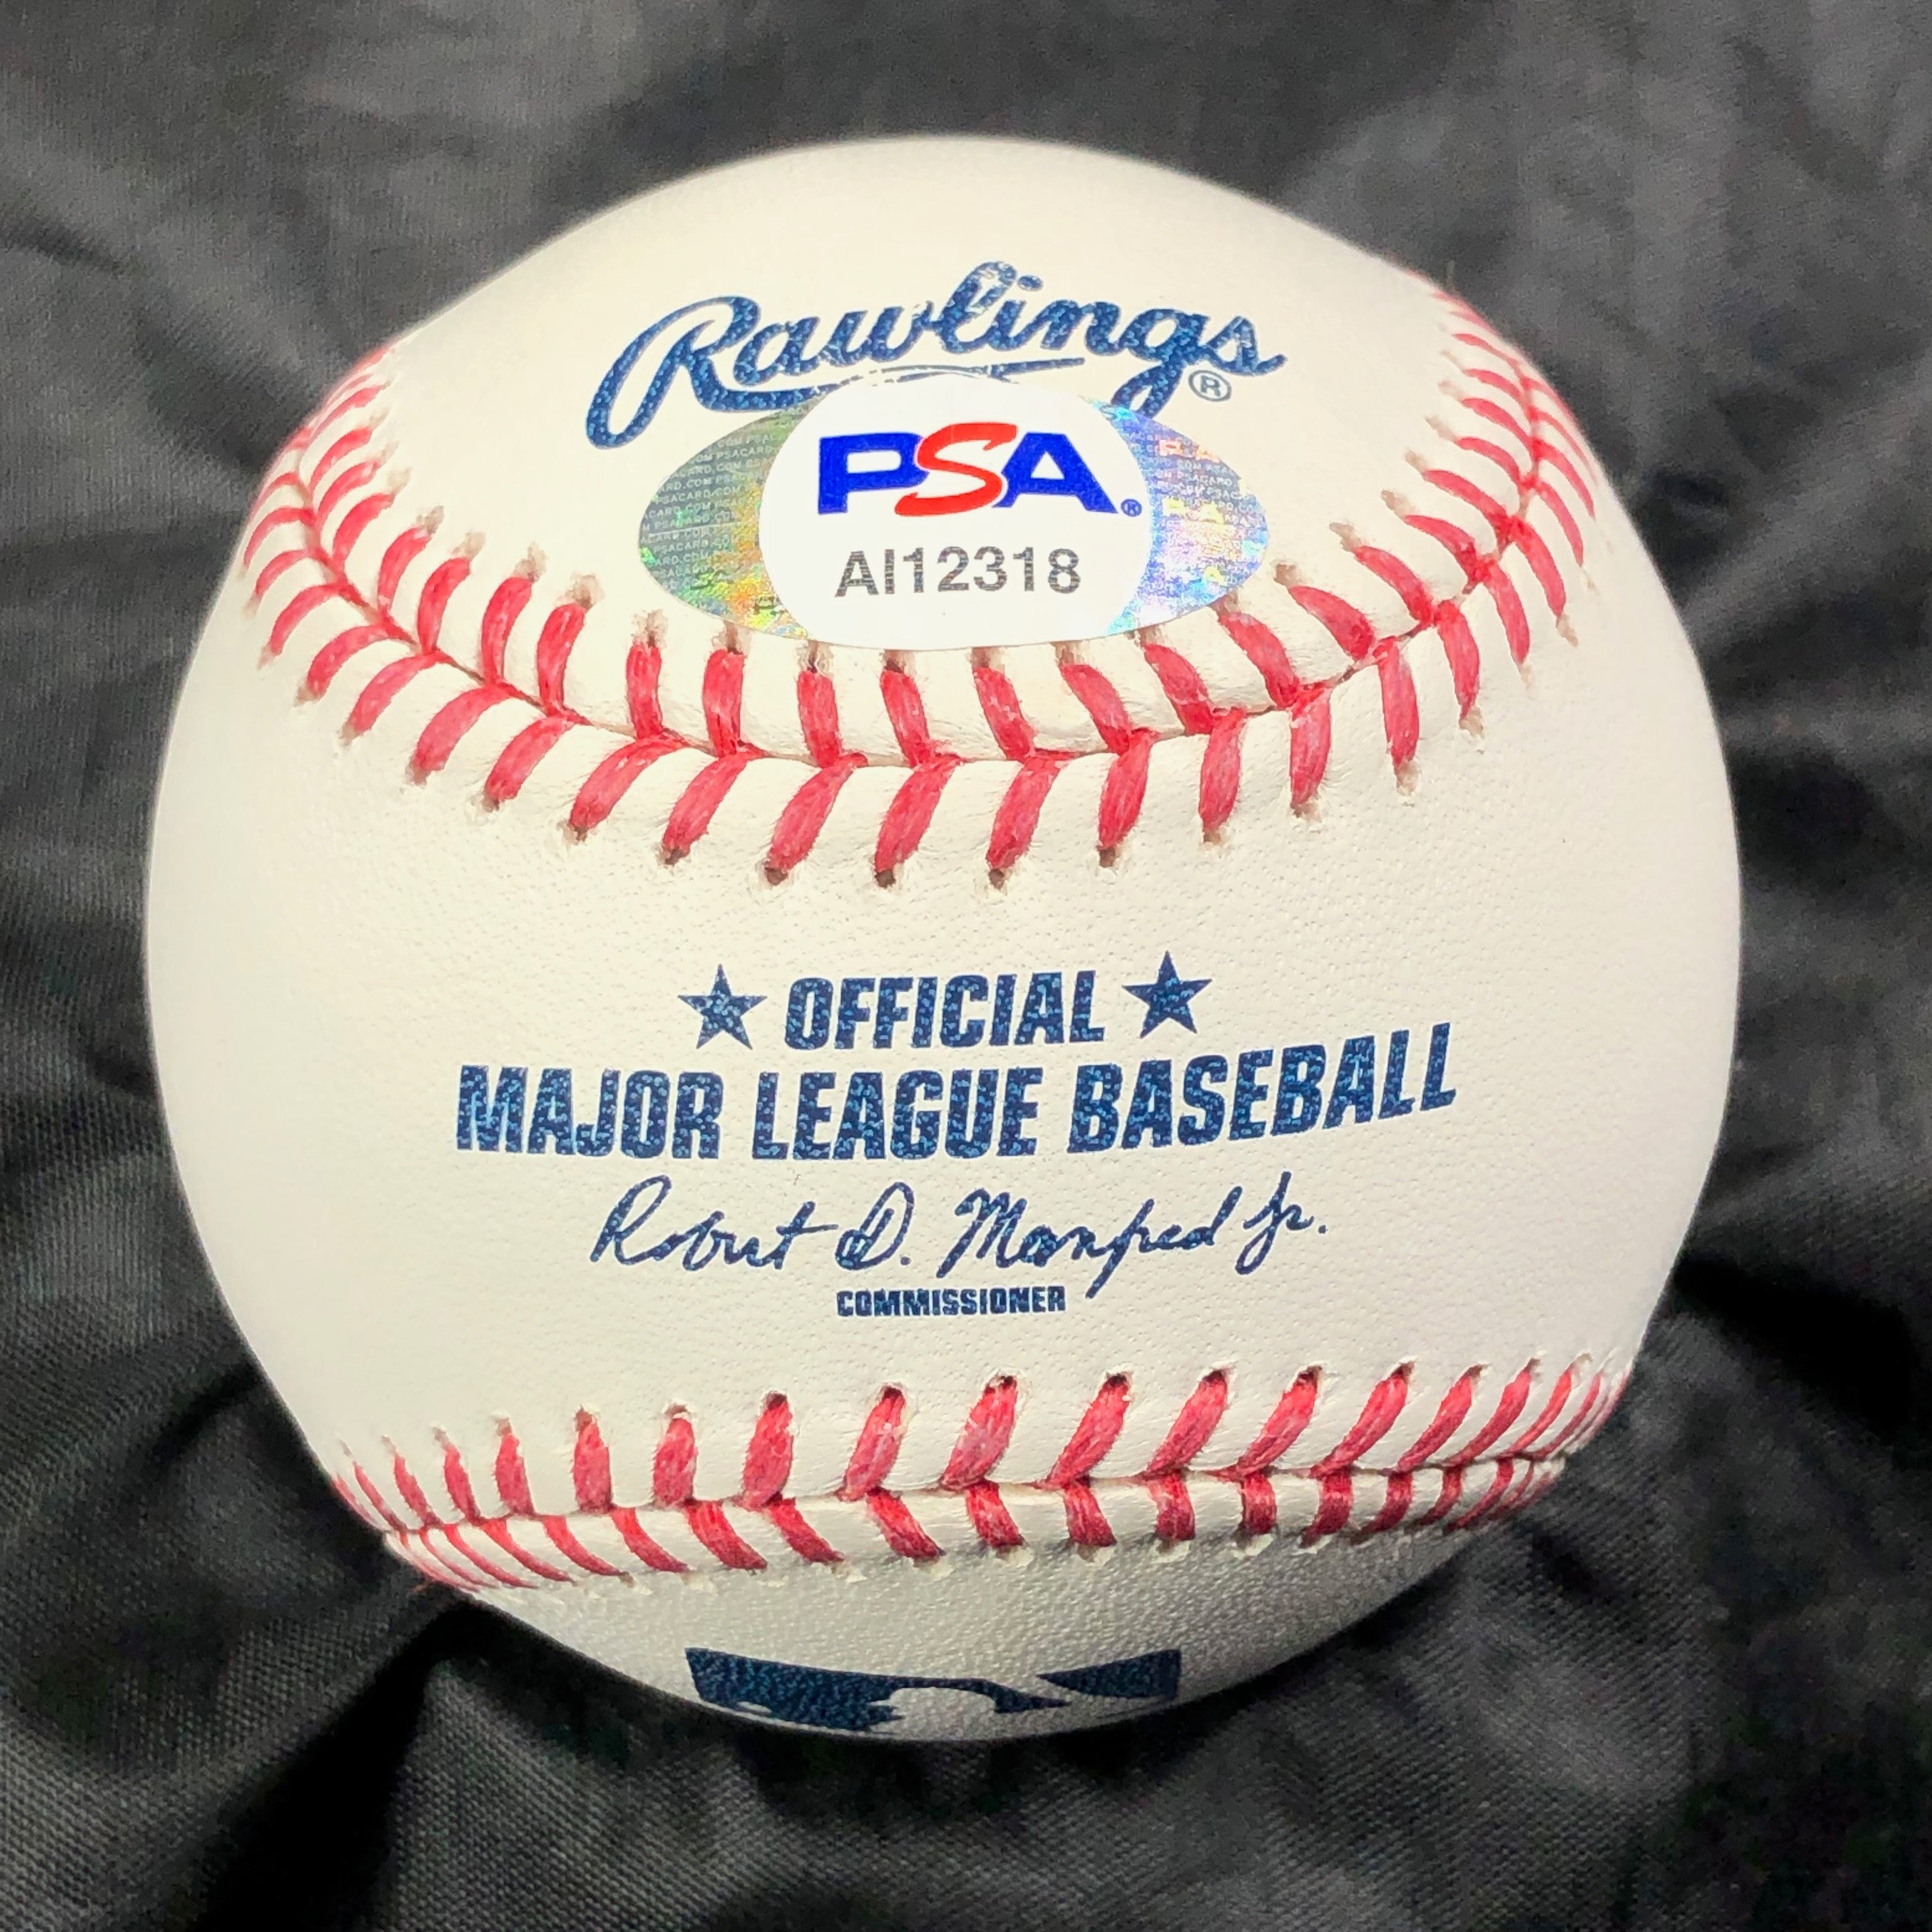 Rawlings®
PSA®
AI12318
★ OFFICIAL ★
MAJOR LEAGUE BASEBALL
Robert D. Manfred Jr.
COMMISSIONER